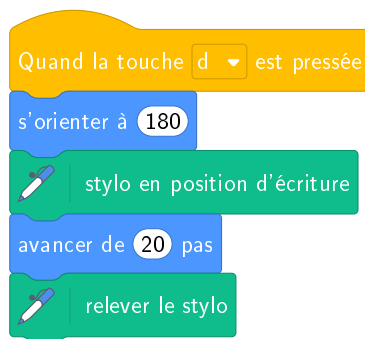 Quand la touche d est pressée
s'orienter à 180
stylo en position d'écriture
avancer de 20 pas
relever le stylo